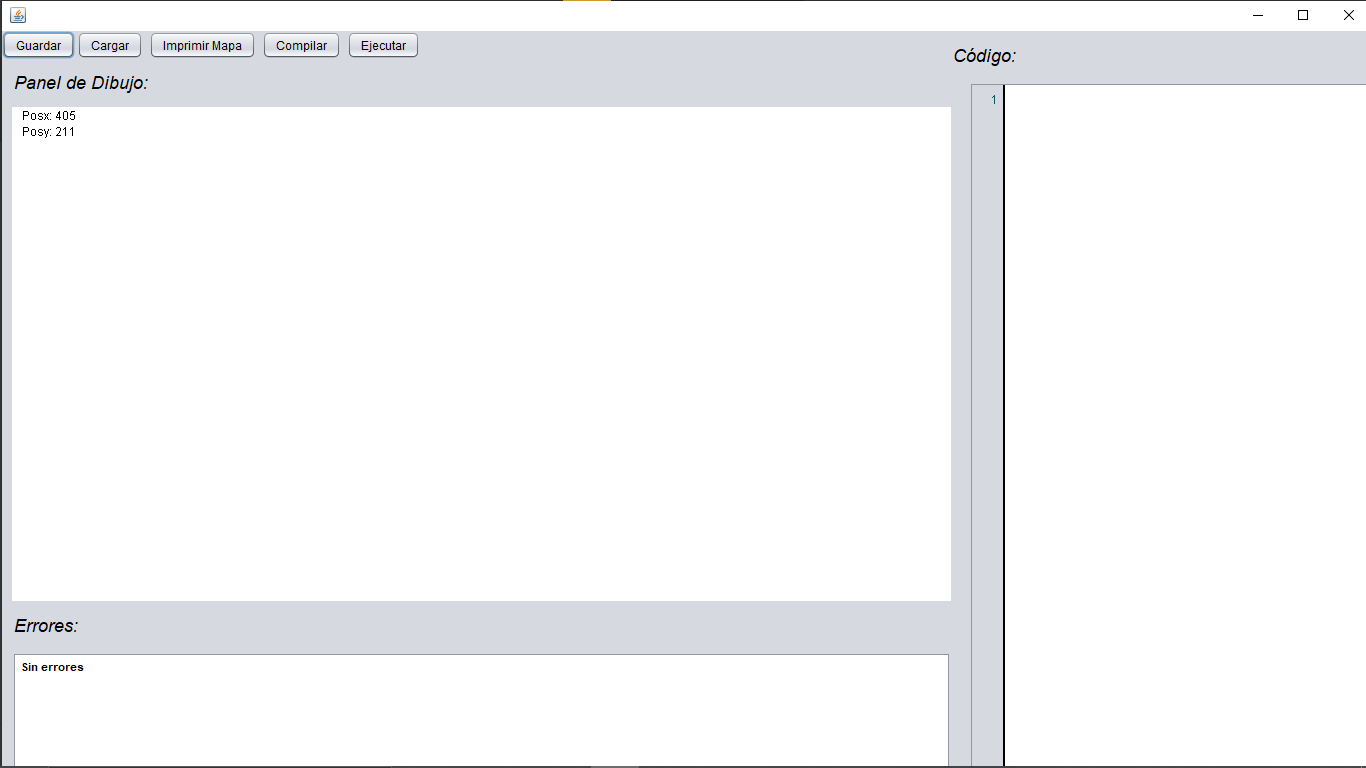 Guardar Cargar Imprimir Mapa Compilar Ejecutar
Código:
Panel de Dibujo:
1
Posx: 405
Posy: 211
Errores:
Sin errores